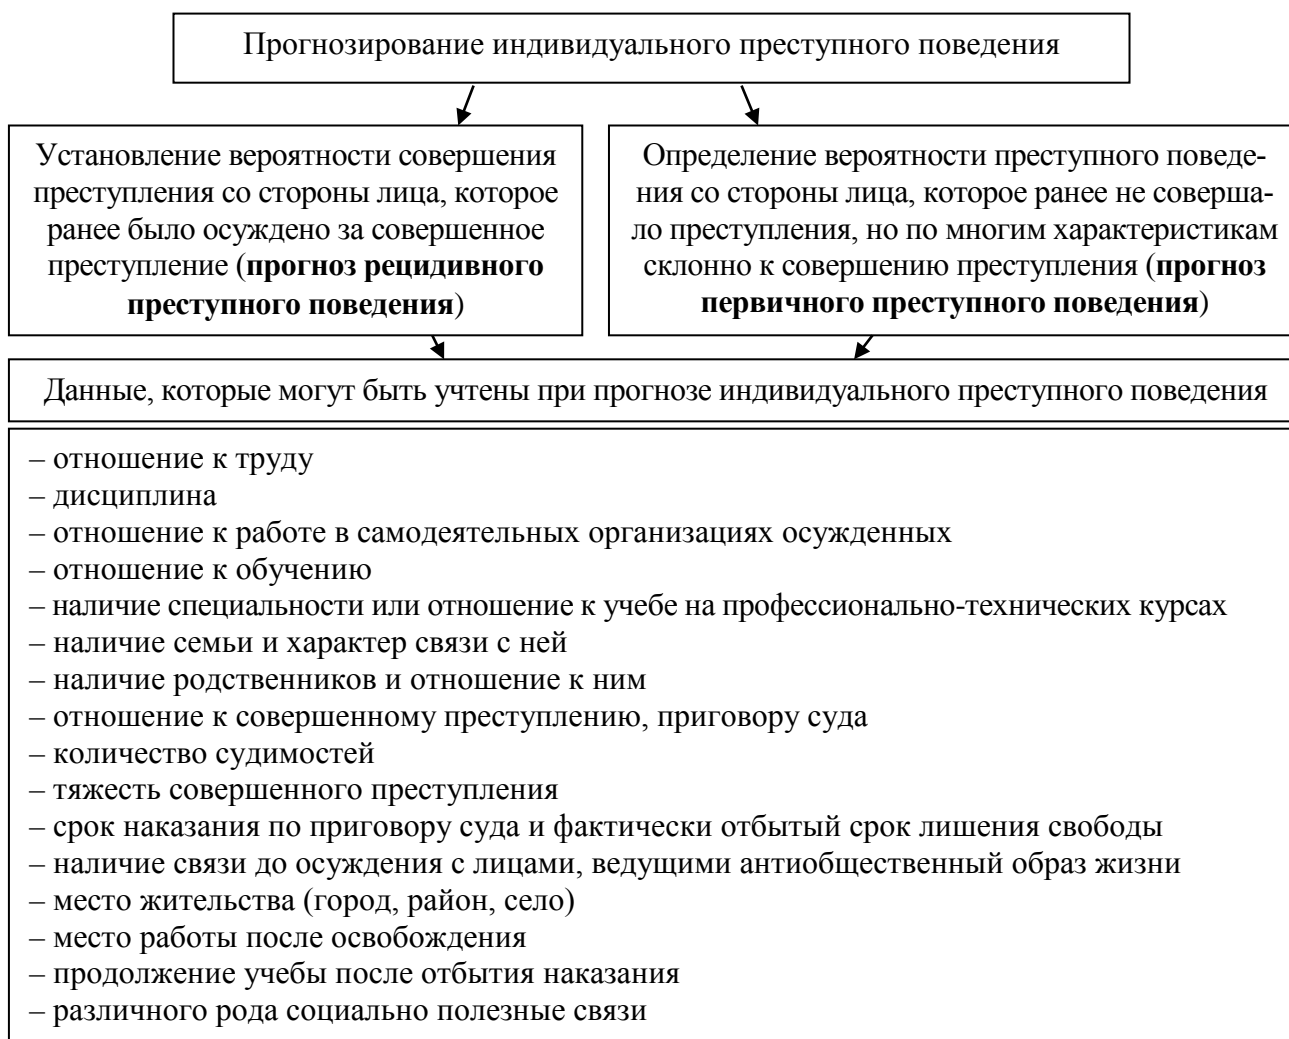 Прогнозирование индивидуального преступного поведения
Установление вероятности совершения
преступления со стороны лица, которое
ранее было осуждено за совершенное
преступление (прогноз рецидивного
преступного поведения)
Определение вероятности преступного поведе-
ния со стороны лица, которое ранее не соверша-
ло преступления, но по многим характеристикам
склонно к совершению преступления (прогноз
первичного преступного поведения)
Данные, которые могут быть учтены при прогнозе индивидуального преступного поведения
– отношение к труду
– дисциплина
– отношение к работе в самодеятельных организациях осужденных
– отношение к обучению
– наличие специальности или отношение к учебе на профессионально-технических курсах
– наличие семьи и характер связи с ней
– наличие родственников и отношение к ним
– отношение к совершенному преступлению, приговору суда
– количество судимостей
– тяжесть совершенного преступления
– срок наказания по приговору суда и фактически отбытый срок лишения свободы
– наличие связи до осуждения с лицами, ведущими антиобщественный образ жизни
– место жительства (город, район, село)
– место работы после освобождения
– продолжение учебы после отбытия наказания
– различного рода социально полезные связи